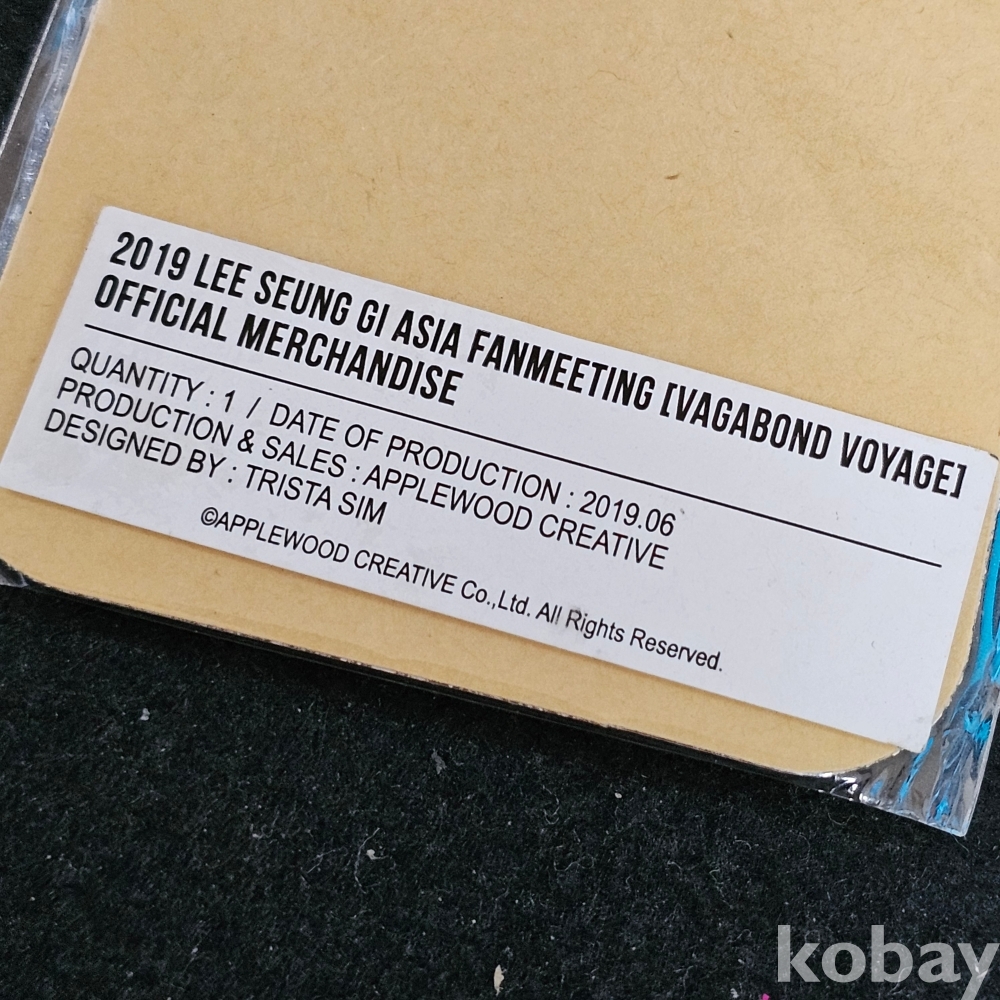 2019 LEE SEUNG GI ASIA FANMEETING [VAGABOND VOYAGE]
OFFICIAL MERCHANDISE
QUANTITY : 1 / DATE OF PRODUCTION : 2019.06
PRODUCTION & SALES : APPLEWOOD CREATIVE
DESIGNED BY : TRISTA SIM
©APPLEWOOD CREATIVE Co.,Ltd. All Rights Reserved.
kobay